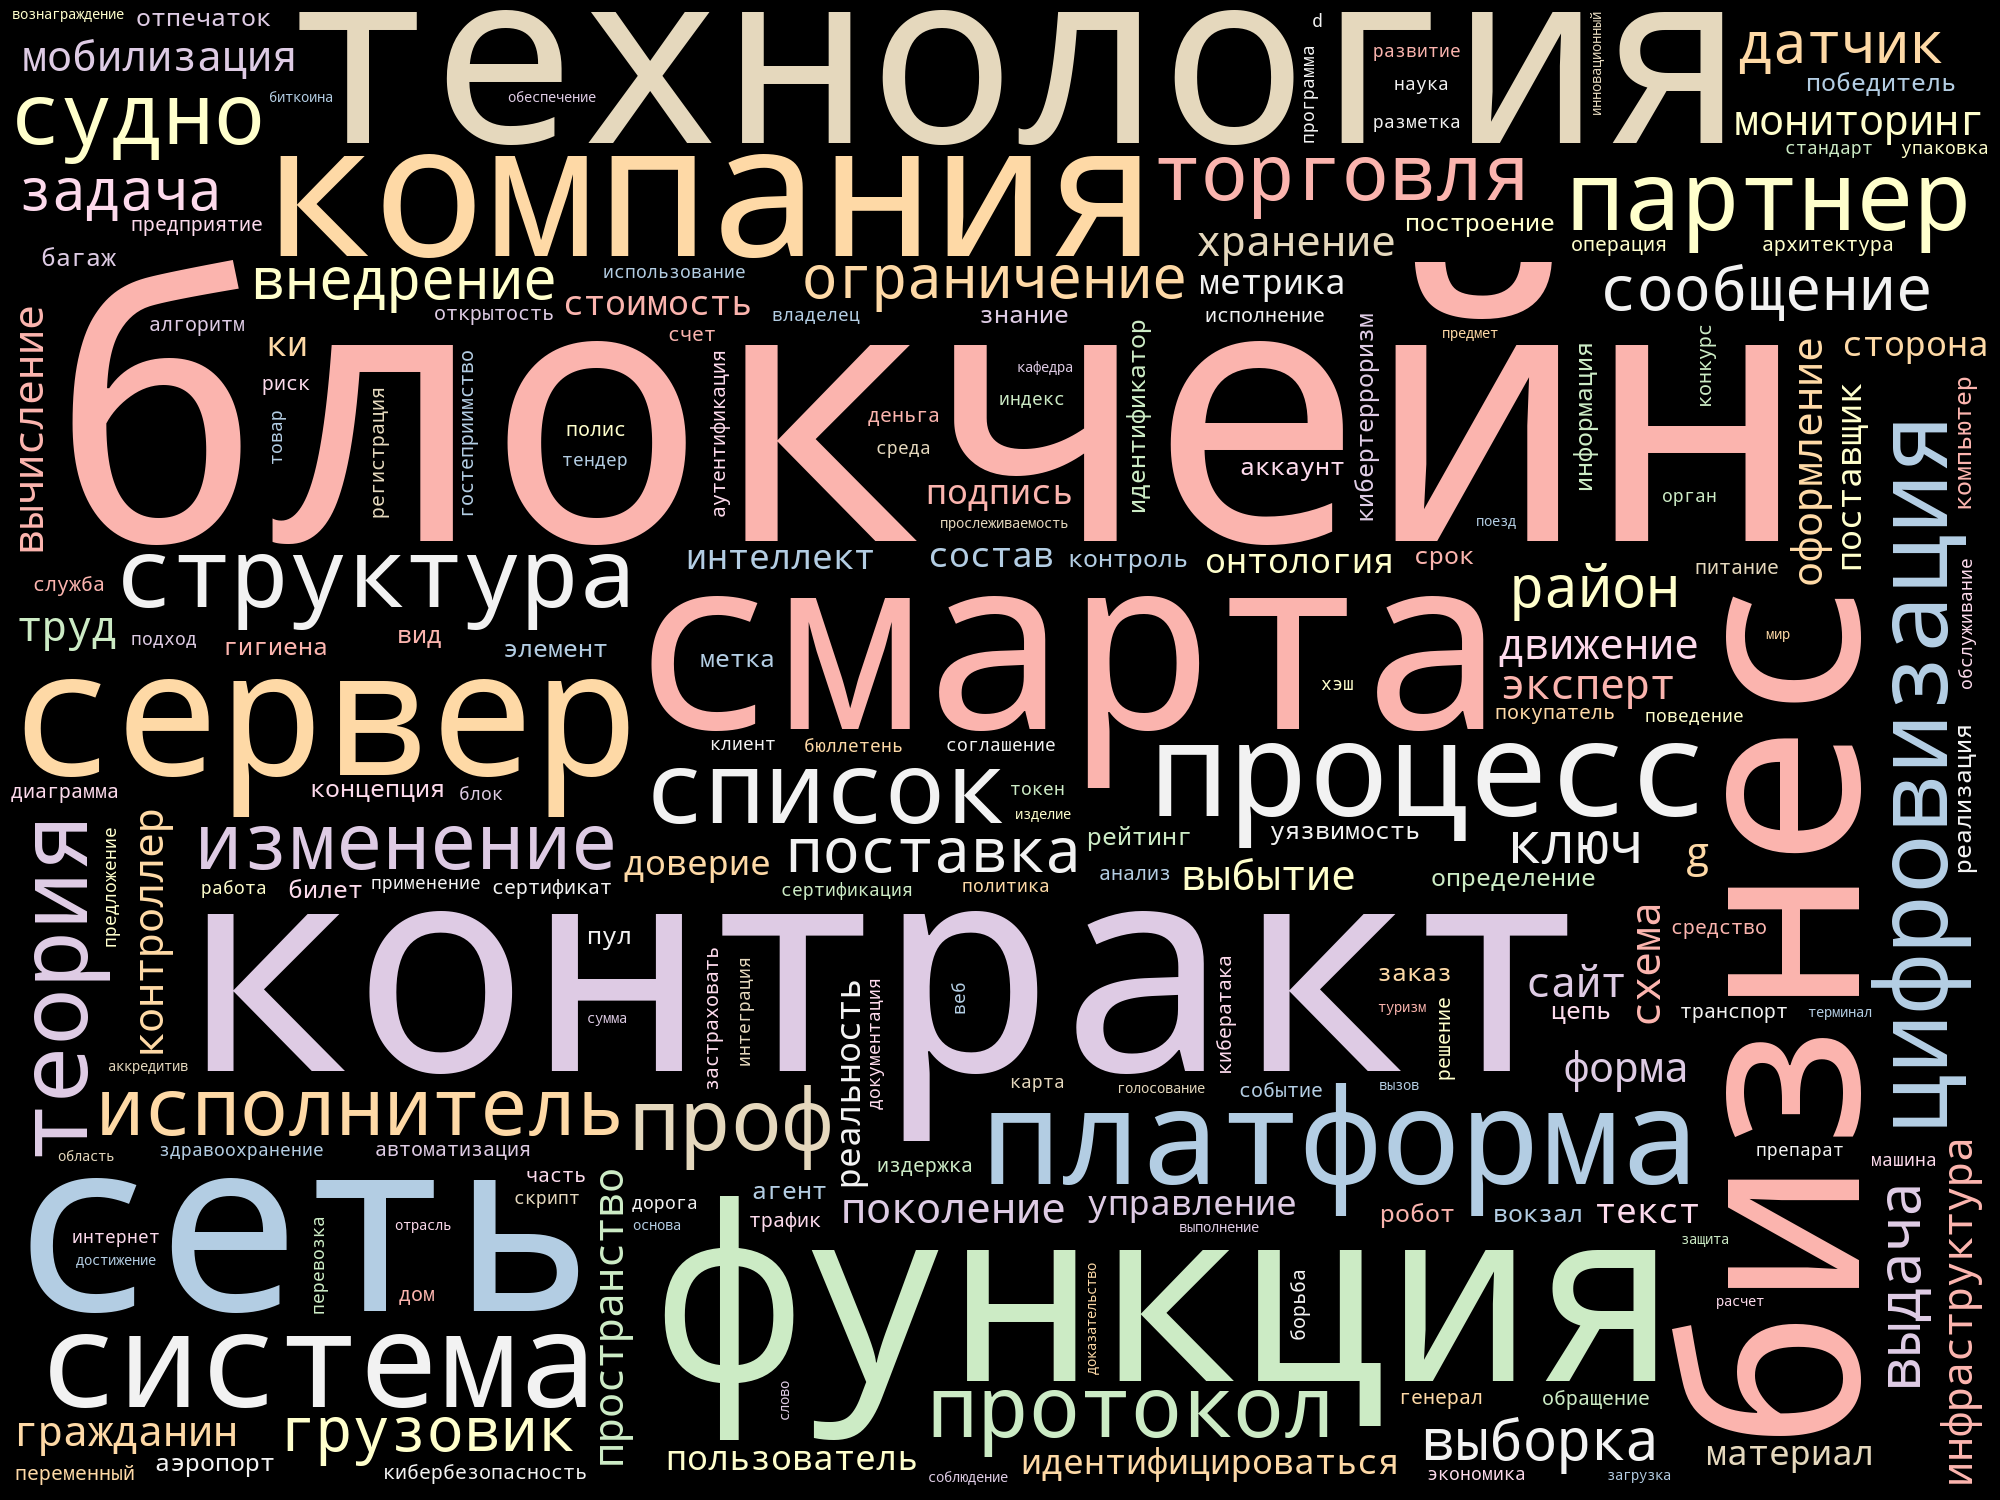 вознаграждение
отпечаток
технология
d
инновационный
датчик
мобилизация
программа
развитие
победитель
судно
биткоина
обеспечение
наука
разметка
мониторинг
стандарт
упаковка
задача
компания
торговля
партнер
предприятие
построение
хранение
операция
архитектура
багаж
блокчейн
внедрение
использование
ограничение
метрика
сообщение
стоимость
открытость
владелец
знание
исполнение
вычисление
алгоритм
счет
идентификатор
кибертерроризм
предмет
конкурс
сторона
ки
риск
гостеприимство
аутентификация
кафедра
информация
оформление
поставщик
компьютер
регистрация
индекс
товар
полис
деньга
тендер
среда
аккаунт
подпись
орган
прослеживаемость
поезд
цифровизация
структура
интеллект
состав
контроль
онтология
срок
питание
обслуживание
служба
смарта
район
бизнес
труд
подход
гигиена
вид
элемент
движение
мир
метка
эксперт
хэш
сервер
покупатель
поведение
клиент
бюллетень
соглашение
процесс
реализация
диаграмма
концепция
блок
список
токен
изделие
теория
предложение
контроллер
изменение
доверие
поставка
рейтинг
уязвимость
ключ
g
работа
билет
применение
сертификат
сертификация
политика
анализ
выбытие
определение
контракт
пул
схема
средство
застраховать
интеграция
реальность
документация
веб
кибератака
заказ
сайт
сумма
туризм
решение
цепь
транспорт
терминал
аккредитив
форма
исполнитель
проф
карта
голосование
событие
вызов
платформа
область
здравоохранение
автоматизация
издержка
препарат
машина
инфраструктура
сеть
часть
скрипт
пространство
дорога
агент
поколение
управление
робот
вокзал
текст
выдача
интернет
перевозка
отрасль
основа
трафик
выполнение
защита
достижение
функция
дом
доказательство
борьба
расчет
система
слово
протокол
генерал
обращение
гражданин
грузовик
выборка
материал
переменный
аэропорт
кибербезопасность
пользователь
соблюдение
идентифицироваться
экономика
загрузка